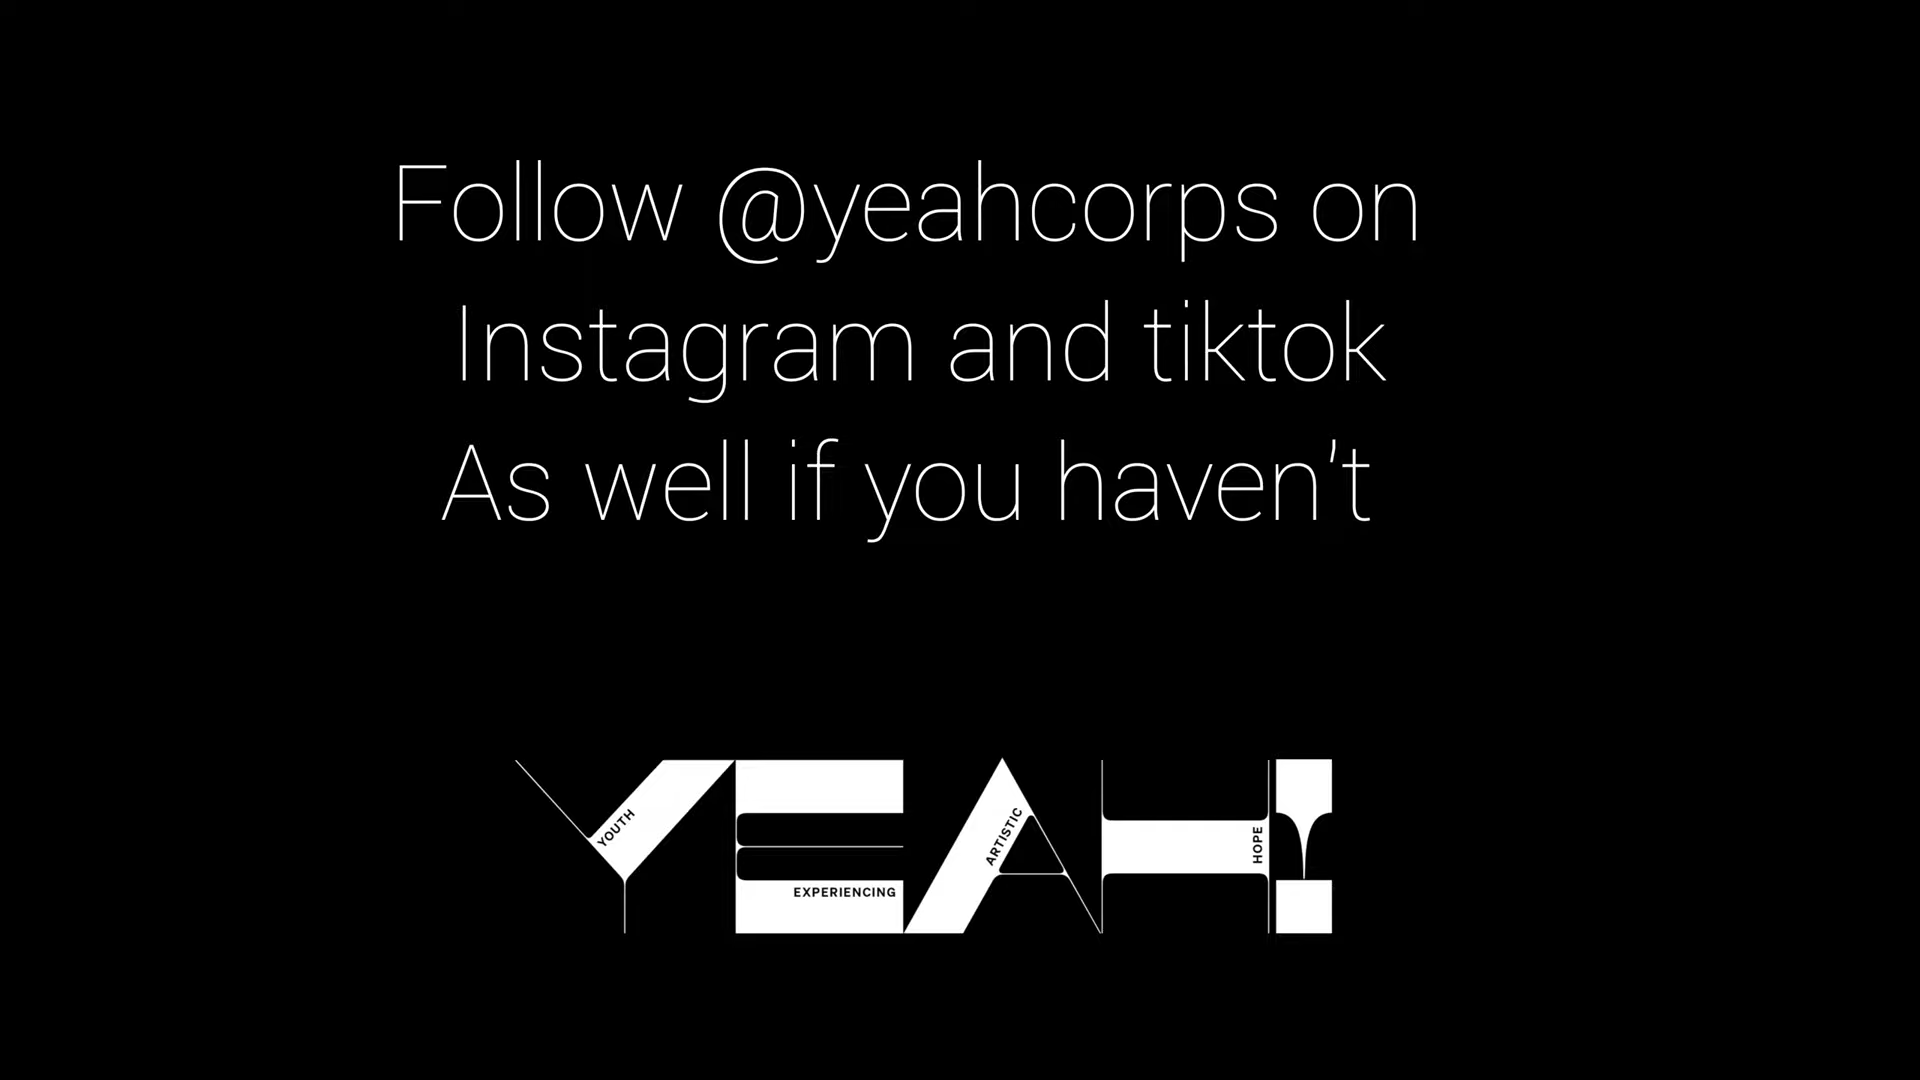 Follow @yeahcorps on
Instagram and tiktok
As well if you haven’t
YEAH!
YOUTH
EXPERIENCING
ARTISTIC
HOPE